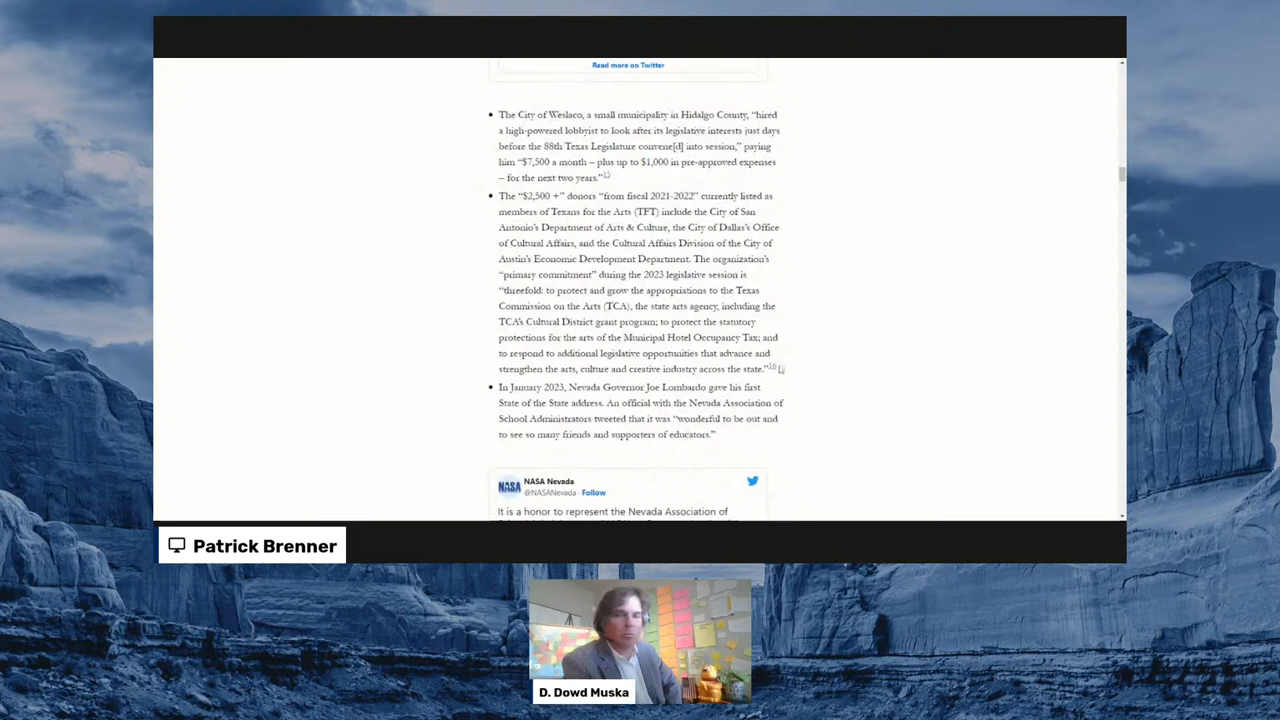 Read more on Twitter
• The City of Weslaco, a small municipality in Hidalgo County, “hired
a high-powered lobbyist to look after its legislative interests just days
before the 88th Texas Legislature convene[d] into session,” paying
him “$7,500 a month – plus up to $1,000 in pre-approved expenses
– for the next two years.”15
• The “$2,500 +” donors “from fiscal 2021-2022” currently listed as
members of Texans for the Arts (TFT) include the City of San
Antonio’s Department of Arts & Culture, the City of Dallas’s Office
of Cultural Affairs, and the Cultural Affairs Division of the City of
Austin’s Economic Development Department. The organization’s
“primary commitment” during the 2023 legislative session is
“threefold: to protect and grow the appropriations to the Texas
Commission on the Arts (TCA), the state arts agency, including the
TCA’s Cultural District grant program; to protect the statutory
protections for the arts of the Municipal Hotel Occupancy Tax; and
to respond to additional legislative opportunities that advance and
strengthen the arts, culture and creative industry across the state.”16
• In January 2023, Nevada Governor Joe Lombardo gave his first
State of the State address. An official with the Nevada Association of
School Administrators tweeted that it was “wonderful to be out and
to see so many friends and supporters of educators.”
NASA
NASA Nevada
@NASANevada · Follow
It is a honor to represent the Nevada Association of
Patrick Brenner
D. Dowd Muska